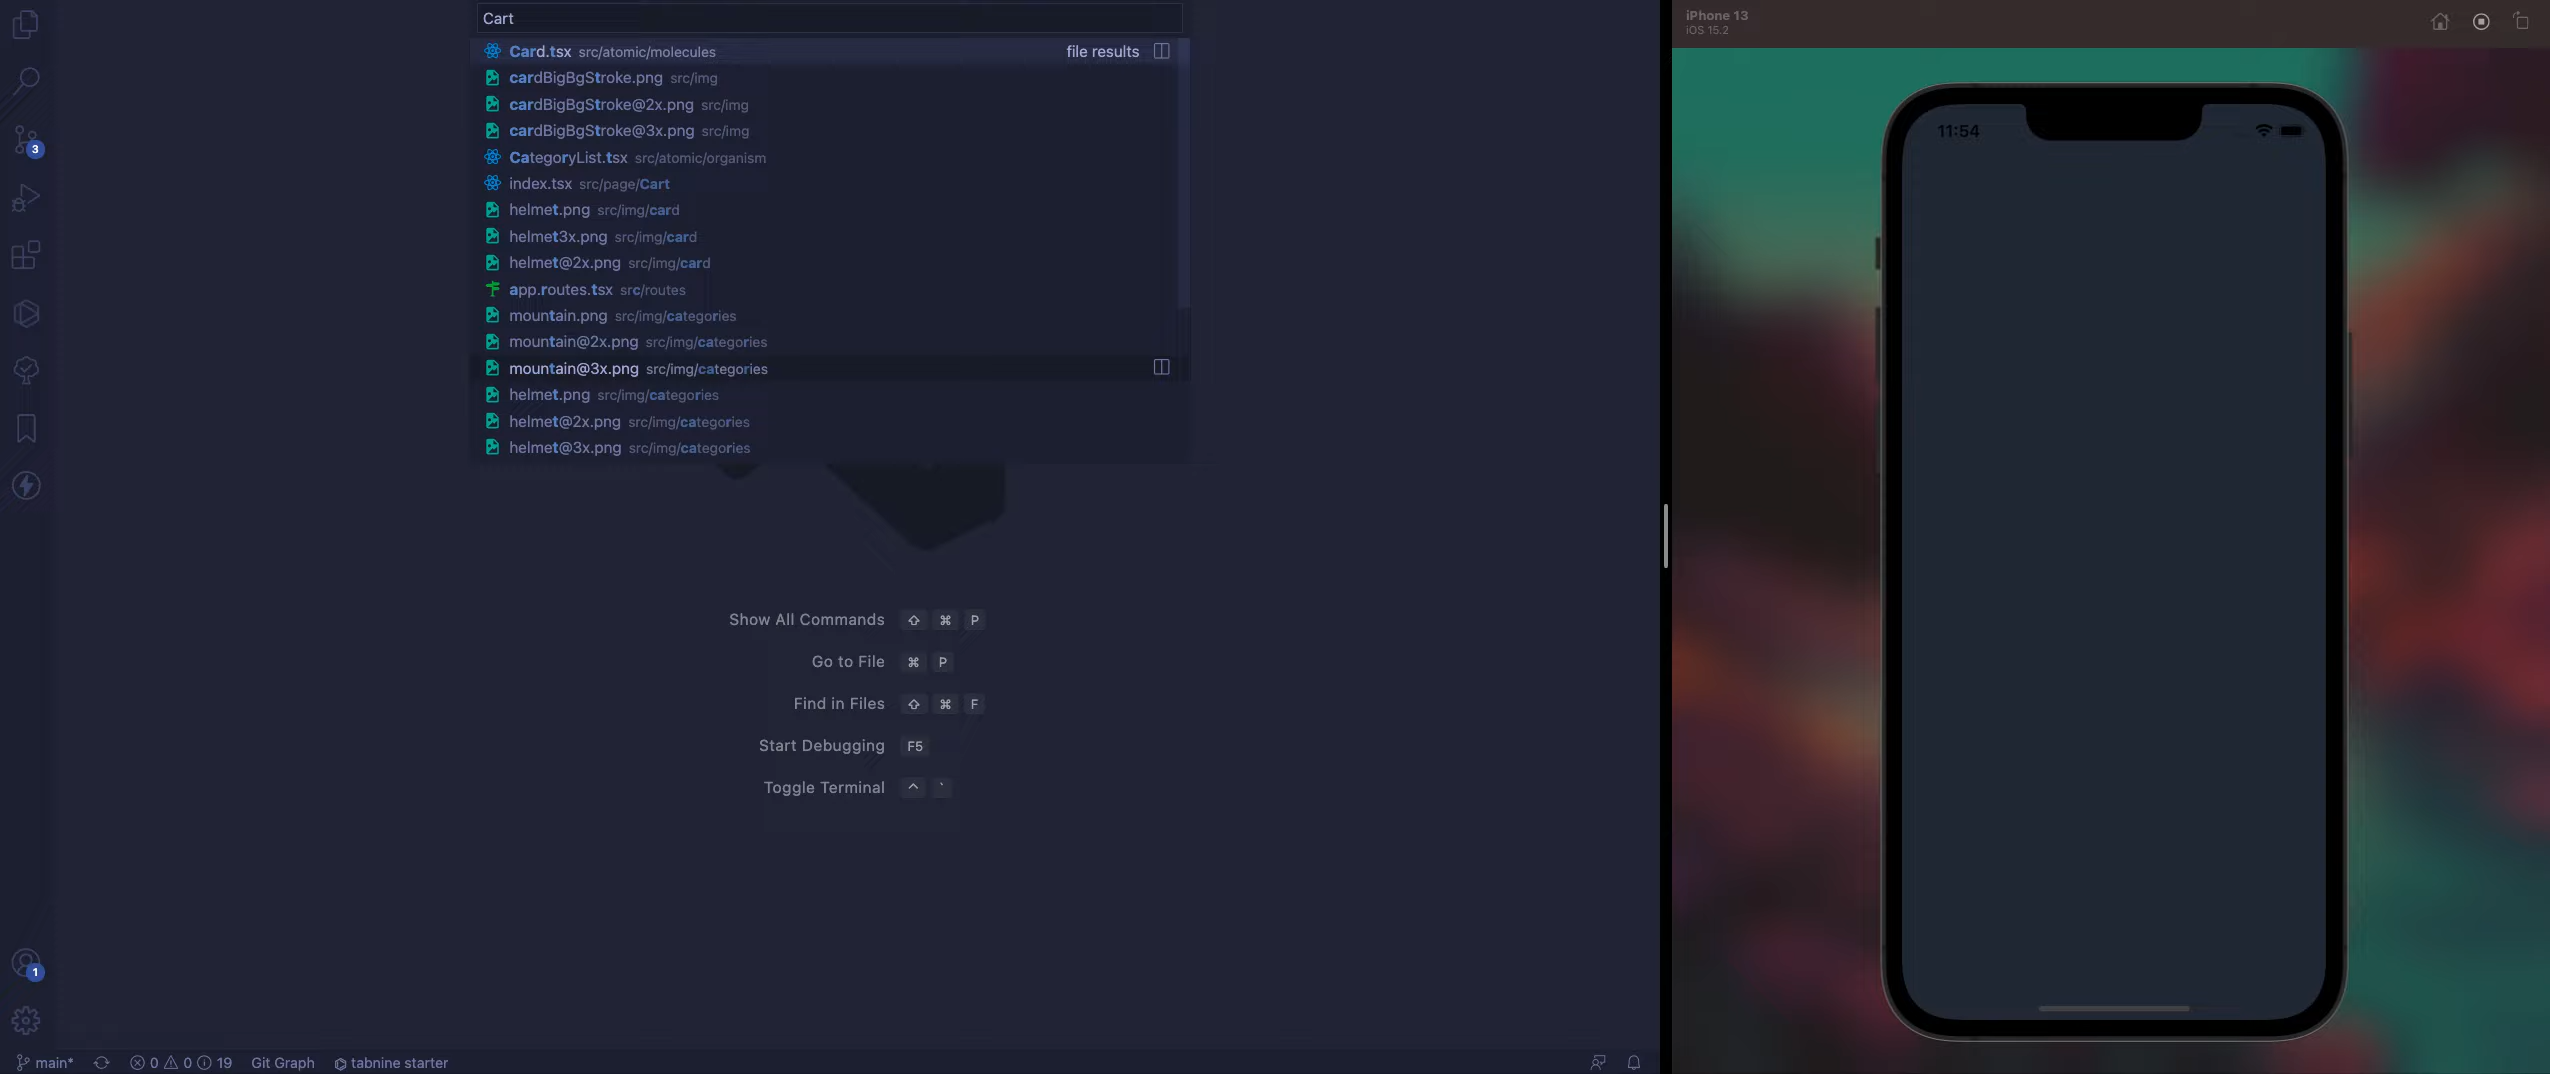 Cart
Card.tsx src/atomic/molecules file results
cardBigBgStroke.png src/img
cardBigBgStroke@2x.png src/img
cardBigBgStroke@3x.png src/img
CategoryList.tsx src/atomic/organism
index.tsx src/page/Cart
helmet.png src/img/card
helmet3x.png src/img/card
helmet@2x.png src/img/card
app.routes.tsx src/routes
mountain.png src/img/categories
mountain@2x.png src/img/categories
mountain@3x.png src/img/categories
helmet.png src/img/categories
helmet@2x.png src/img/categories
helmet@3x.png src/img/categories
3
Show All Commands ⇧ ⌘ P
Go to File ⌘ P
Find in Files ⇧ ⌘ F
Start Debugging F5
Toggle Terminal ^ `
1
main* 0 0 19 Git Graph tabnine starter
iPhone 13
iOS 15.2
11:54